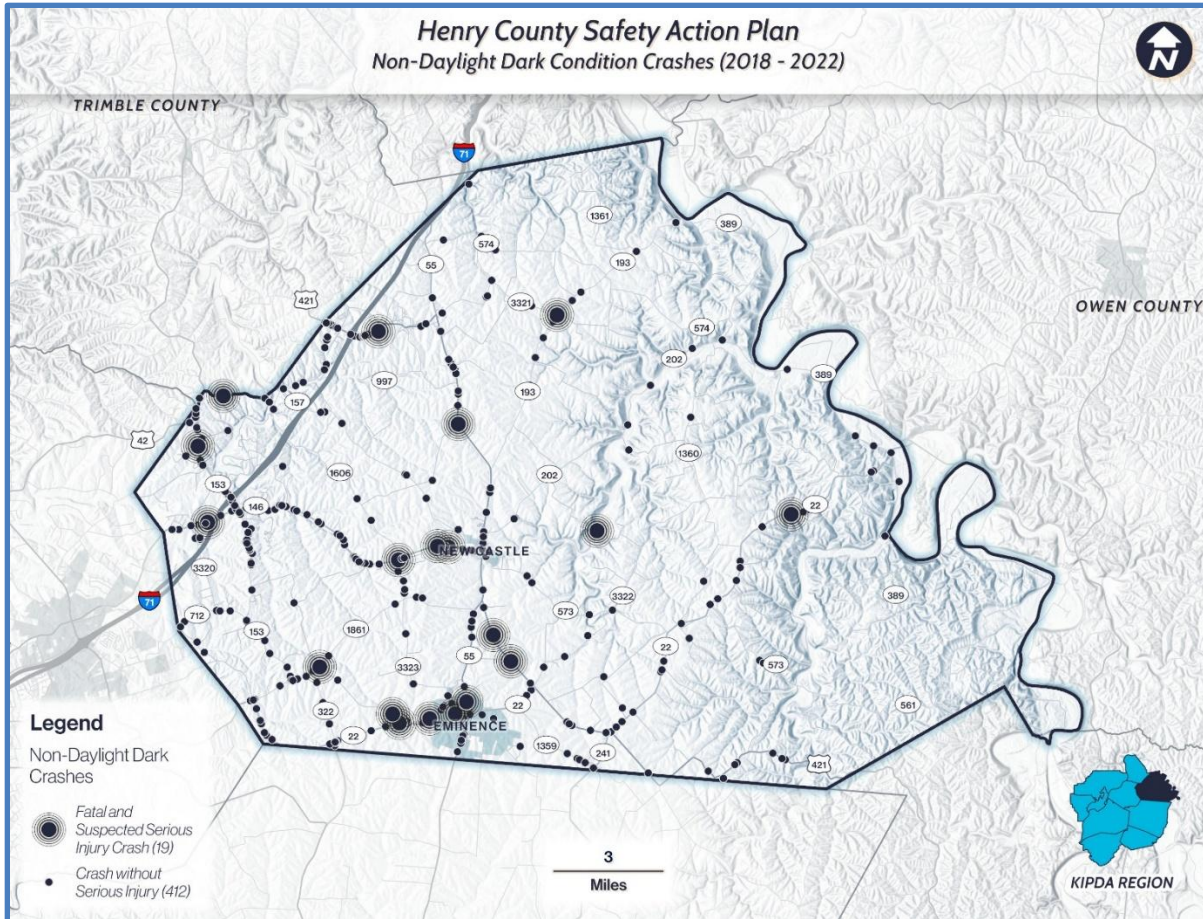 Henry County Safety Action Plan
Non-Daylight Dark Condition Crashes (2018 - 2022)
N
TRIMBLE COUNTY
71
1361
389
574
193
55
421
3321
OWEN COUNTY
574
202
997
389
193
157
42
1360
1606
202
153
146
22
NEW CASTLE
3320
389
71
573
3322
712
153
1861
22
55
3323
573
22
561
322
EMINENCE
22
1359
241
421
Legend
Non-Daylight Dark
Crashes
Fatal and
Suspected Serious
Injury Crash (19)
Crash without
Serious Injury (412)
3
Miles
KIPDA REGION